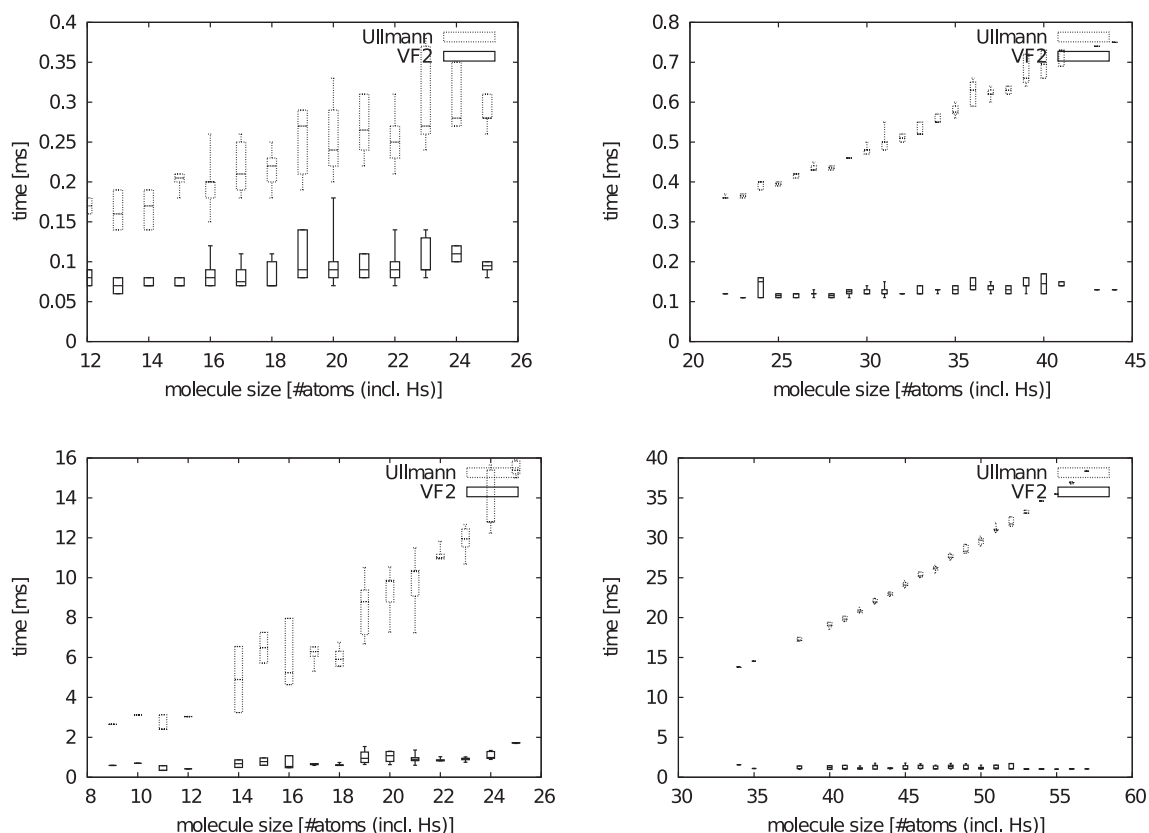 0.4
0.35
0.3
0.25
0.2
0.15
0.1
0.05
0
time [ms]
Ullmann
VF2
12 14 16 18 20 22 24 26
molecule size [#atoms (incl. Hs)]
0.8
0.7
0.6
0.5
0.4
0.3
0.2
0.1
0
time [ms]
Ullmann
VF2
20 25 30 35 40 45
molecule size [#atoms (incl. Hs)]
16
14
12
10
8
6
4
2
0
time [ms]
Ullmann
VF2
8 10 12 14 16 18 20 22 24 26
molecule size [#atoms (incl. Hs)]
40
35
30
25
20
15
10
5
0
time [ms]
Ullmann
VF2
30 35 40 45 50 55 60
molecule size [#atoms (incl. Hs)]